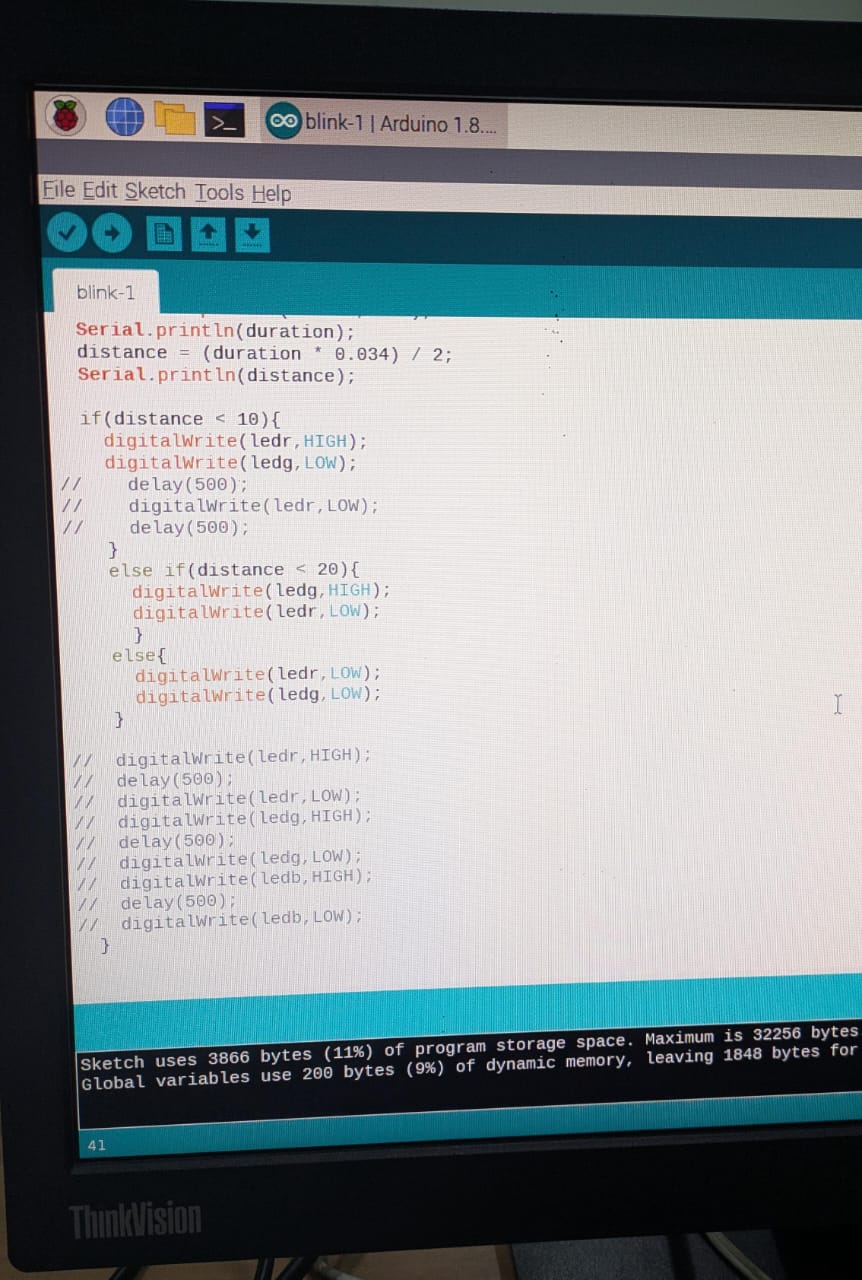 blink-1 | Arduino 1.8....
File Edit Sketch Tools Help
blink-1
Serial.println(duration);
distance = (duration * 0.034) / 2;
Serial.println(distance);
if(distance < 10){
digitalWrite(ledr,HIGH);
digitalWrite(ledg,LOW);
// delay(500);
// digitalWrite(ledr,LOW);
// delay(500);
}
else if(distance < 20){
digitalWrite(ledg,HIGH);
digitalWrite(ledr,LOW);
}
else{
digitalWrite(ledr,LOW);
digitalWrite(ledg,LOW);
}
// digitalWrite(ledr,HIGH);
// delay(500);
// digitalWrite(ledr,LOW);
// digitalWrite(ledg,HIGH);
// delay(500);
// digitalWrite(ledg,LOW);
// digitalWrite(ledb,HIGH);
// delay(500);
// digitalWrite(ledb,LOW);
}
Sketch uses 3866 bytes (11%) of program storage space. Maximum is 32256 bytes
Global variables use 200 bytes (9%) of dynamic memory, leaving 1848 bytes for
41
ThinkVision